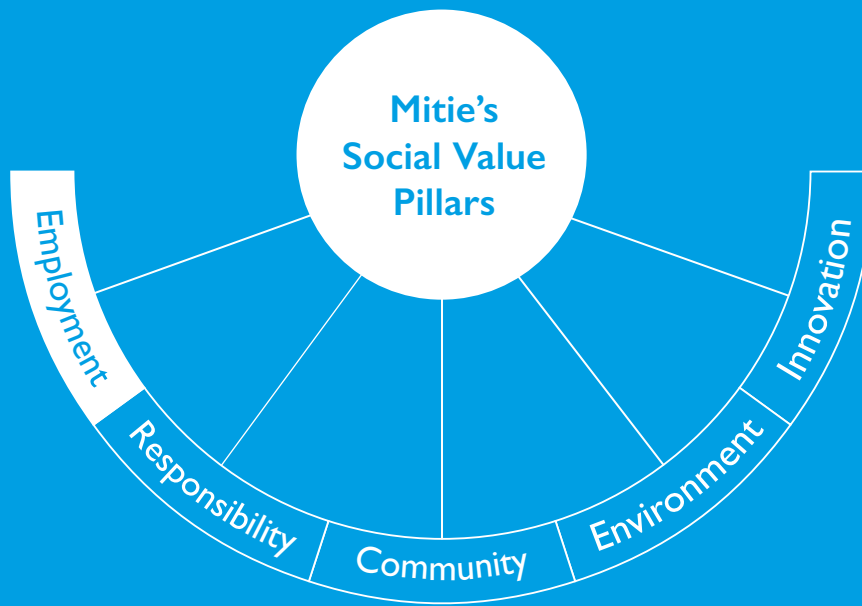 Mitie’s
Social Value
Pillars
Employment
Responsibility
Community
Environment
Innovation